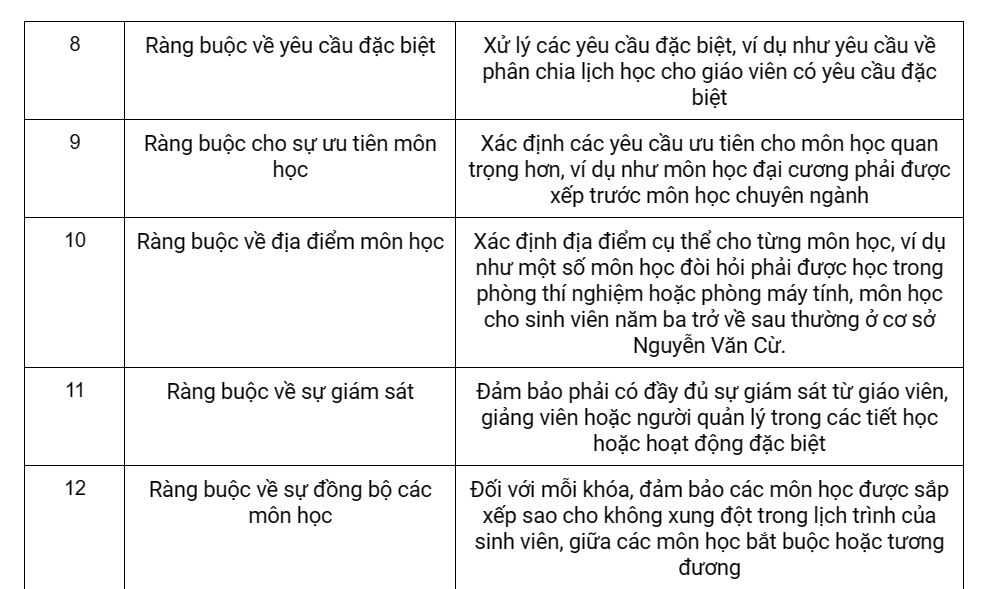 8
Ràng buộc về yêu cầu đặc biệt
Xử lý các yêu cầu đặc biệt, ví dụ như yêu cầu về
phân chia lịch học cho giáo viên có yêu cầu đặc
biệt
9
Ràng buộc cho sự ưu tiên môn
học
Xác định các yêu cầu ưu tiên cho môn học quan
trọng hơn, ví dụ như môn học đại cương phải được
xếp trước môn học chuyên ngành
10
Ràng buộc về địa điểm môn học
Xác định địa điểm cụ thể cho từng môn học, ví dụ
như một số môn học đòi hỏi phải được học trong
phòng thí nghiệm hoặc phòng máy tính, môn học
cho sinh viên năm ba trở về sau thường ở cơ sở
Nguyễn Văn Cừ.
11
Ràng buộc về sự giám sát
Đảm bảo phải có đầy đủ sự giám sát từ giáo viên,
giảng viên hoặc người quản lý trong các tiết học
hoặc hoạt động đặc biệt
12
Ràng buộc về sự đồng bộ các
môn học
Đối với mỗi khóa, đảm bảo các môn học được sắp
xếp sao cho không xung đột trong lịch trình của
sinh viên, giữa các môn học bắt buộc hoặc tương
đương